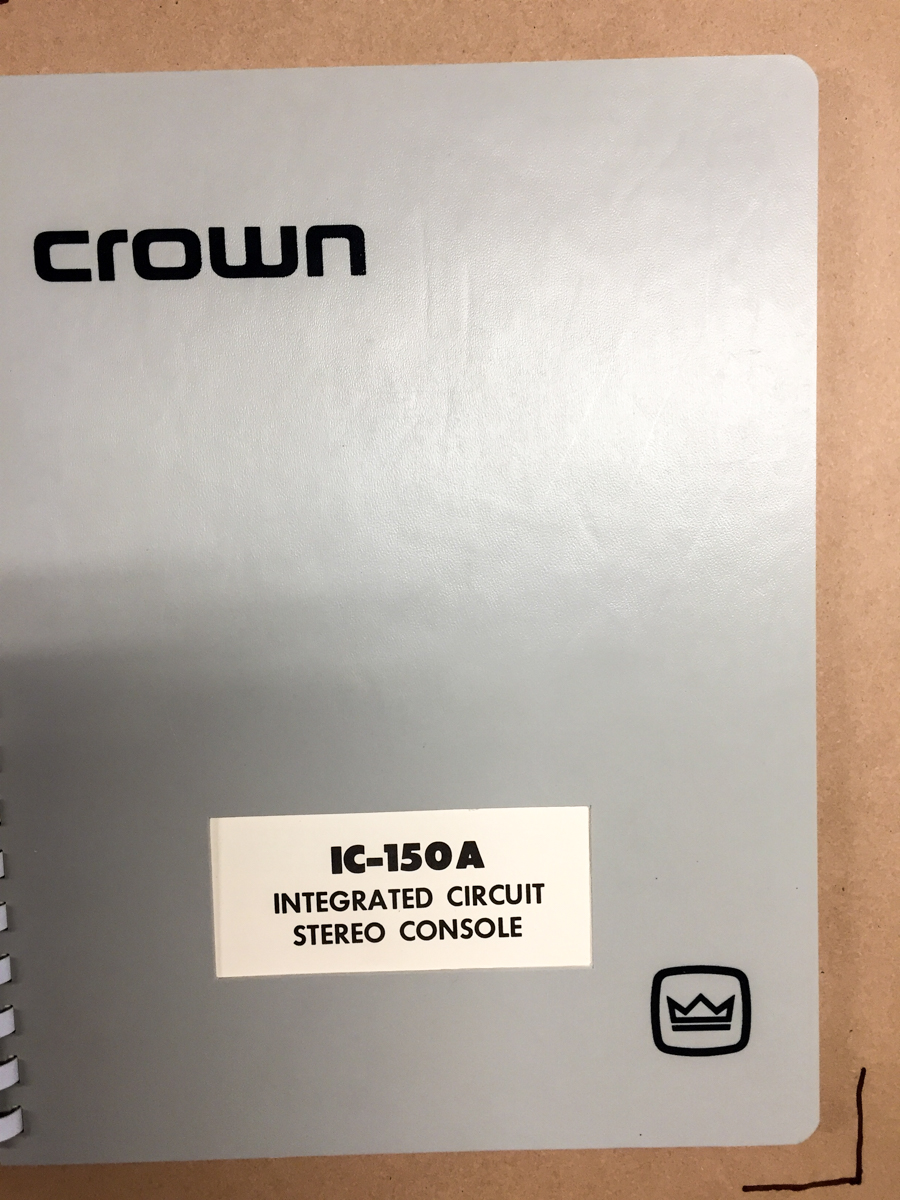 crown
IC-150A
INTEGRATED CIRCUIT
STEREO CONSOLE